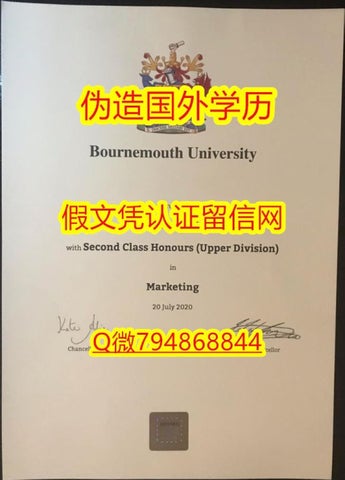 伪造国外学历
Bournemouth University
假文凭认证留信网
with Second Class Honours (Upper Division)
in
Marketing
20 July 2020
Q微794868844